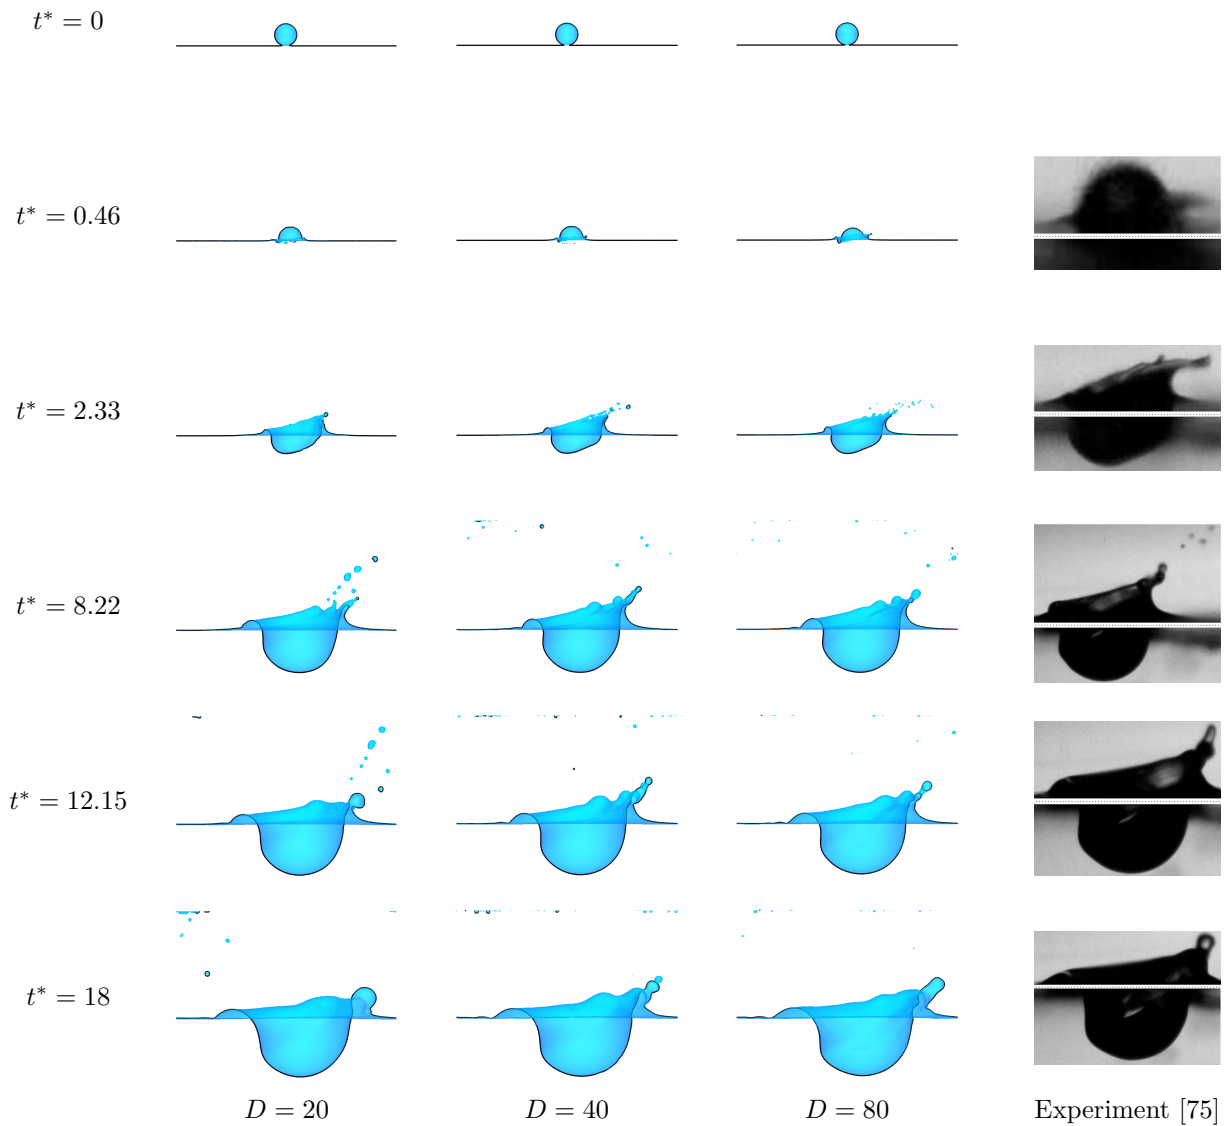 t* = 0
t* = 0.46
t* = 2.33
t* = 8.22
t* = 12.15
t* = 18
D = 20 D = 40 D = 80 Experiment [75]